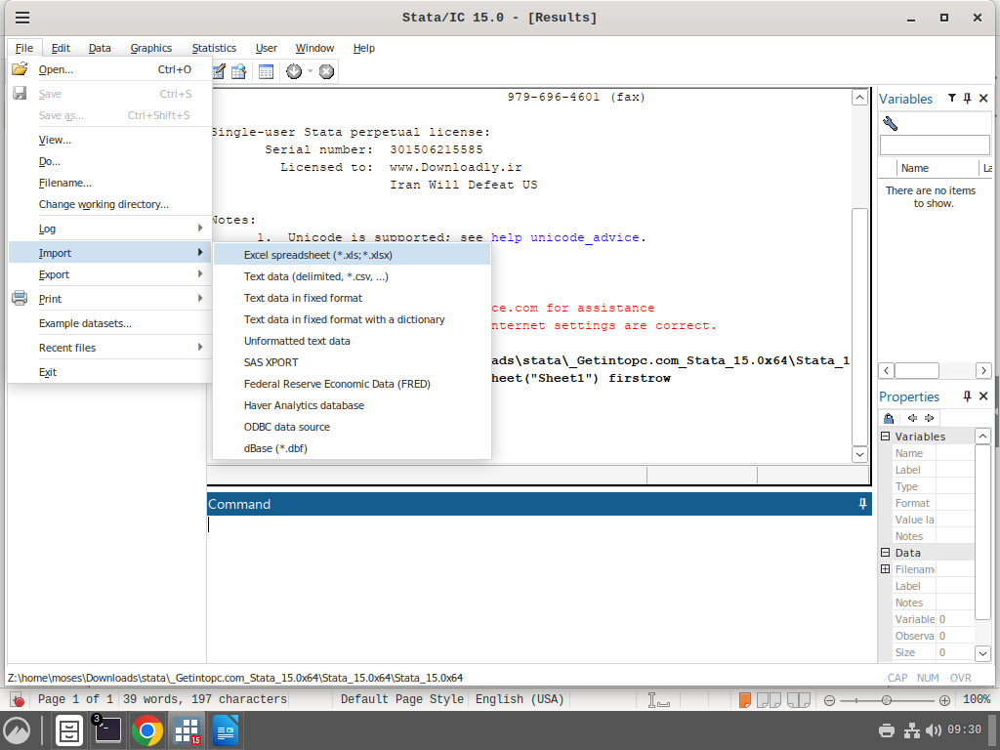 Stata/IC 15.0 - [Results]
File Edit Data Graphics Statistics User Window Help
Open... Ctrl+O
Save Ctrl+S
Save as... Ctrl+Shift+S
View...
Do...
Filename...
Change working directory...
Log
Import
Export
Print
Example datasets...
Recent files
Exit
Excel spreadsheet (*.xls;*.xlsx)
Text data (delimited, *.csv, ...)
Text data in fixed format
Text data in fixed format with a dictionary
Unformatted text data
SAS XPORT
Federal Reserve Economic Data (FRED)
Haver Analytics database
ODBC data source
dBase (*.dbf)
979-696-4601 (fax)
Single-user Stata perpetual license:
Serial number: 301506215585
Licensed to: www.Downloadly.ir
Iran Will Defeat US
Notes:
1. Unicode is supported; see help unicode_advice.
ce.com for assistance
nternet settings are correct.
ads\stata\_Getintopc.com_Stata_15.0x64\Stata_1
heet("Sheet1") firstrow
Command
Variables
Name La
There are no items
to show.
Properties
Variables
Name
Label
Type
Format
Value la
Notes
Data
Filenam
Label
Notes
Variable 0
Observa 0
Size 0
Z:\home\moses\Downloads\stata\_Getintopc.com_Stata_15.0x64\Stata_15.0x64\Stata_15.0x64
CAP NUM OVR
Page 1 of 1 39 words, 197 characters Default Page Style English (USA) 100%
3
15
09:30